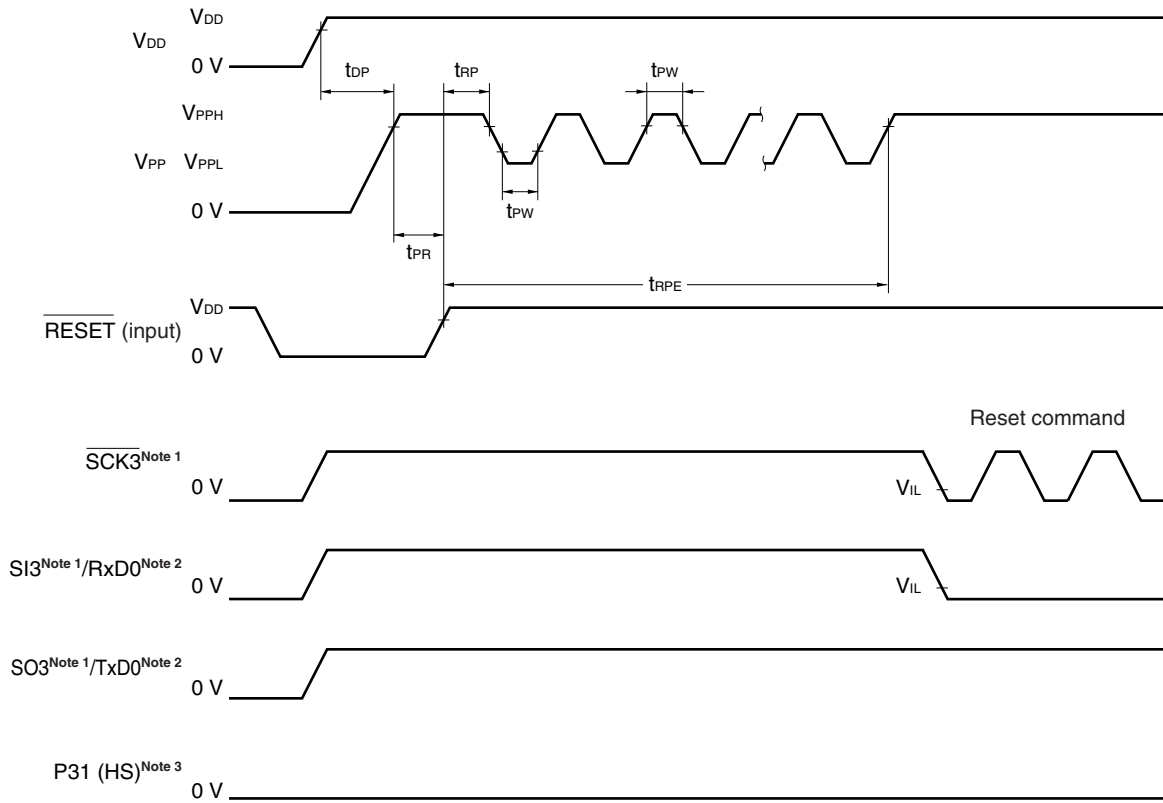 VDD
VDD
0 V
tDP
tRP
tPW
VPPH
VPP VPPL
0 V
tPW
tPR
tRPE
VDD
RESET (input)
0 V
Reset command
SCK3Note 1
0 V
VIL
SI3Note 1/RxD0Note 2
0 V
VIL
SO3Note 1/TxD0Note 2
0 V
P31 (HS)Note 3
0 V